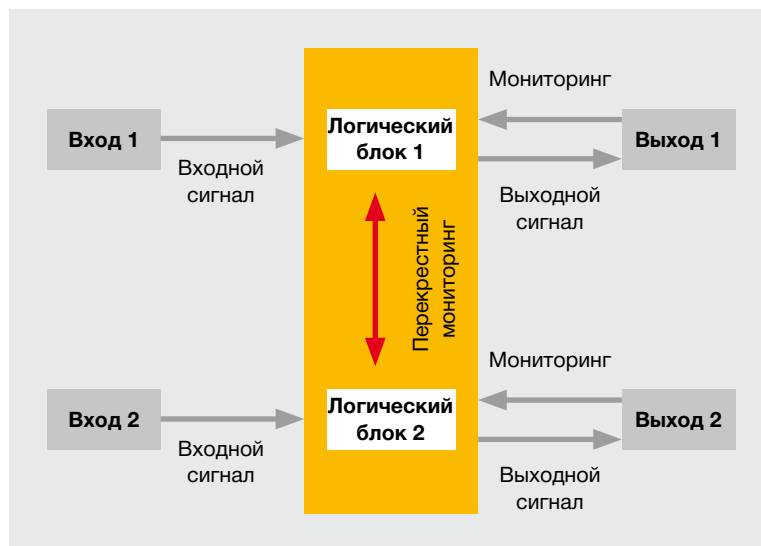 Мониторинг
Вход 1
Логический
блок 1
Выход 1
Входной
сигнал
Выходной
сигнал
Перекрестный
мониторинг
Мониторинг
Вход 2
Логический
блок 2
Выход 2
Входной
сигнал
Выходной
сигнал